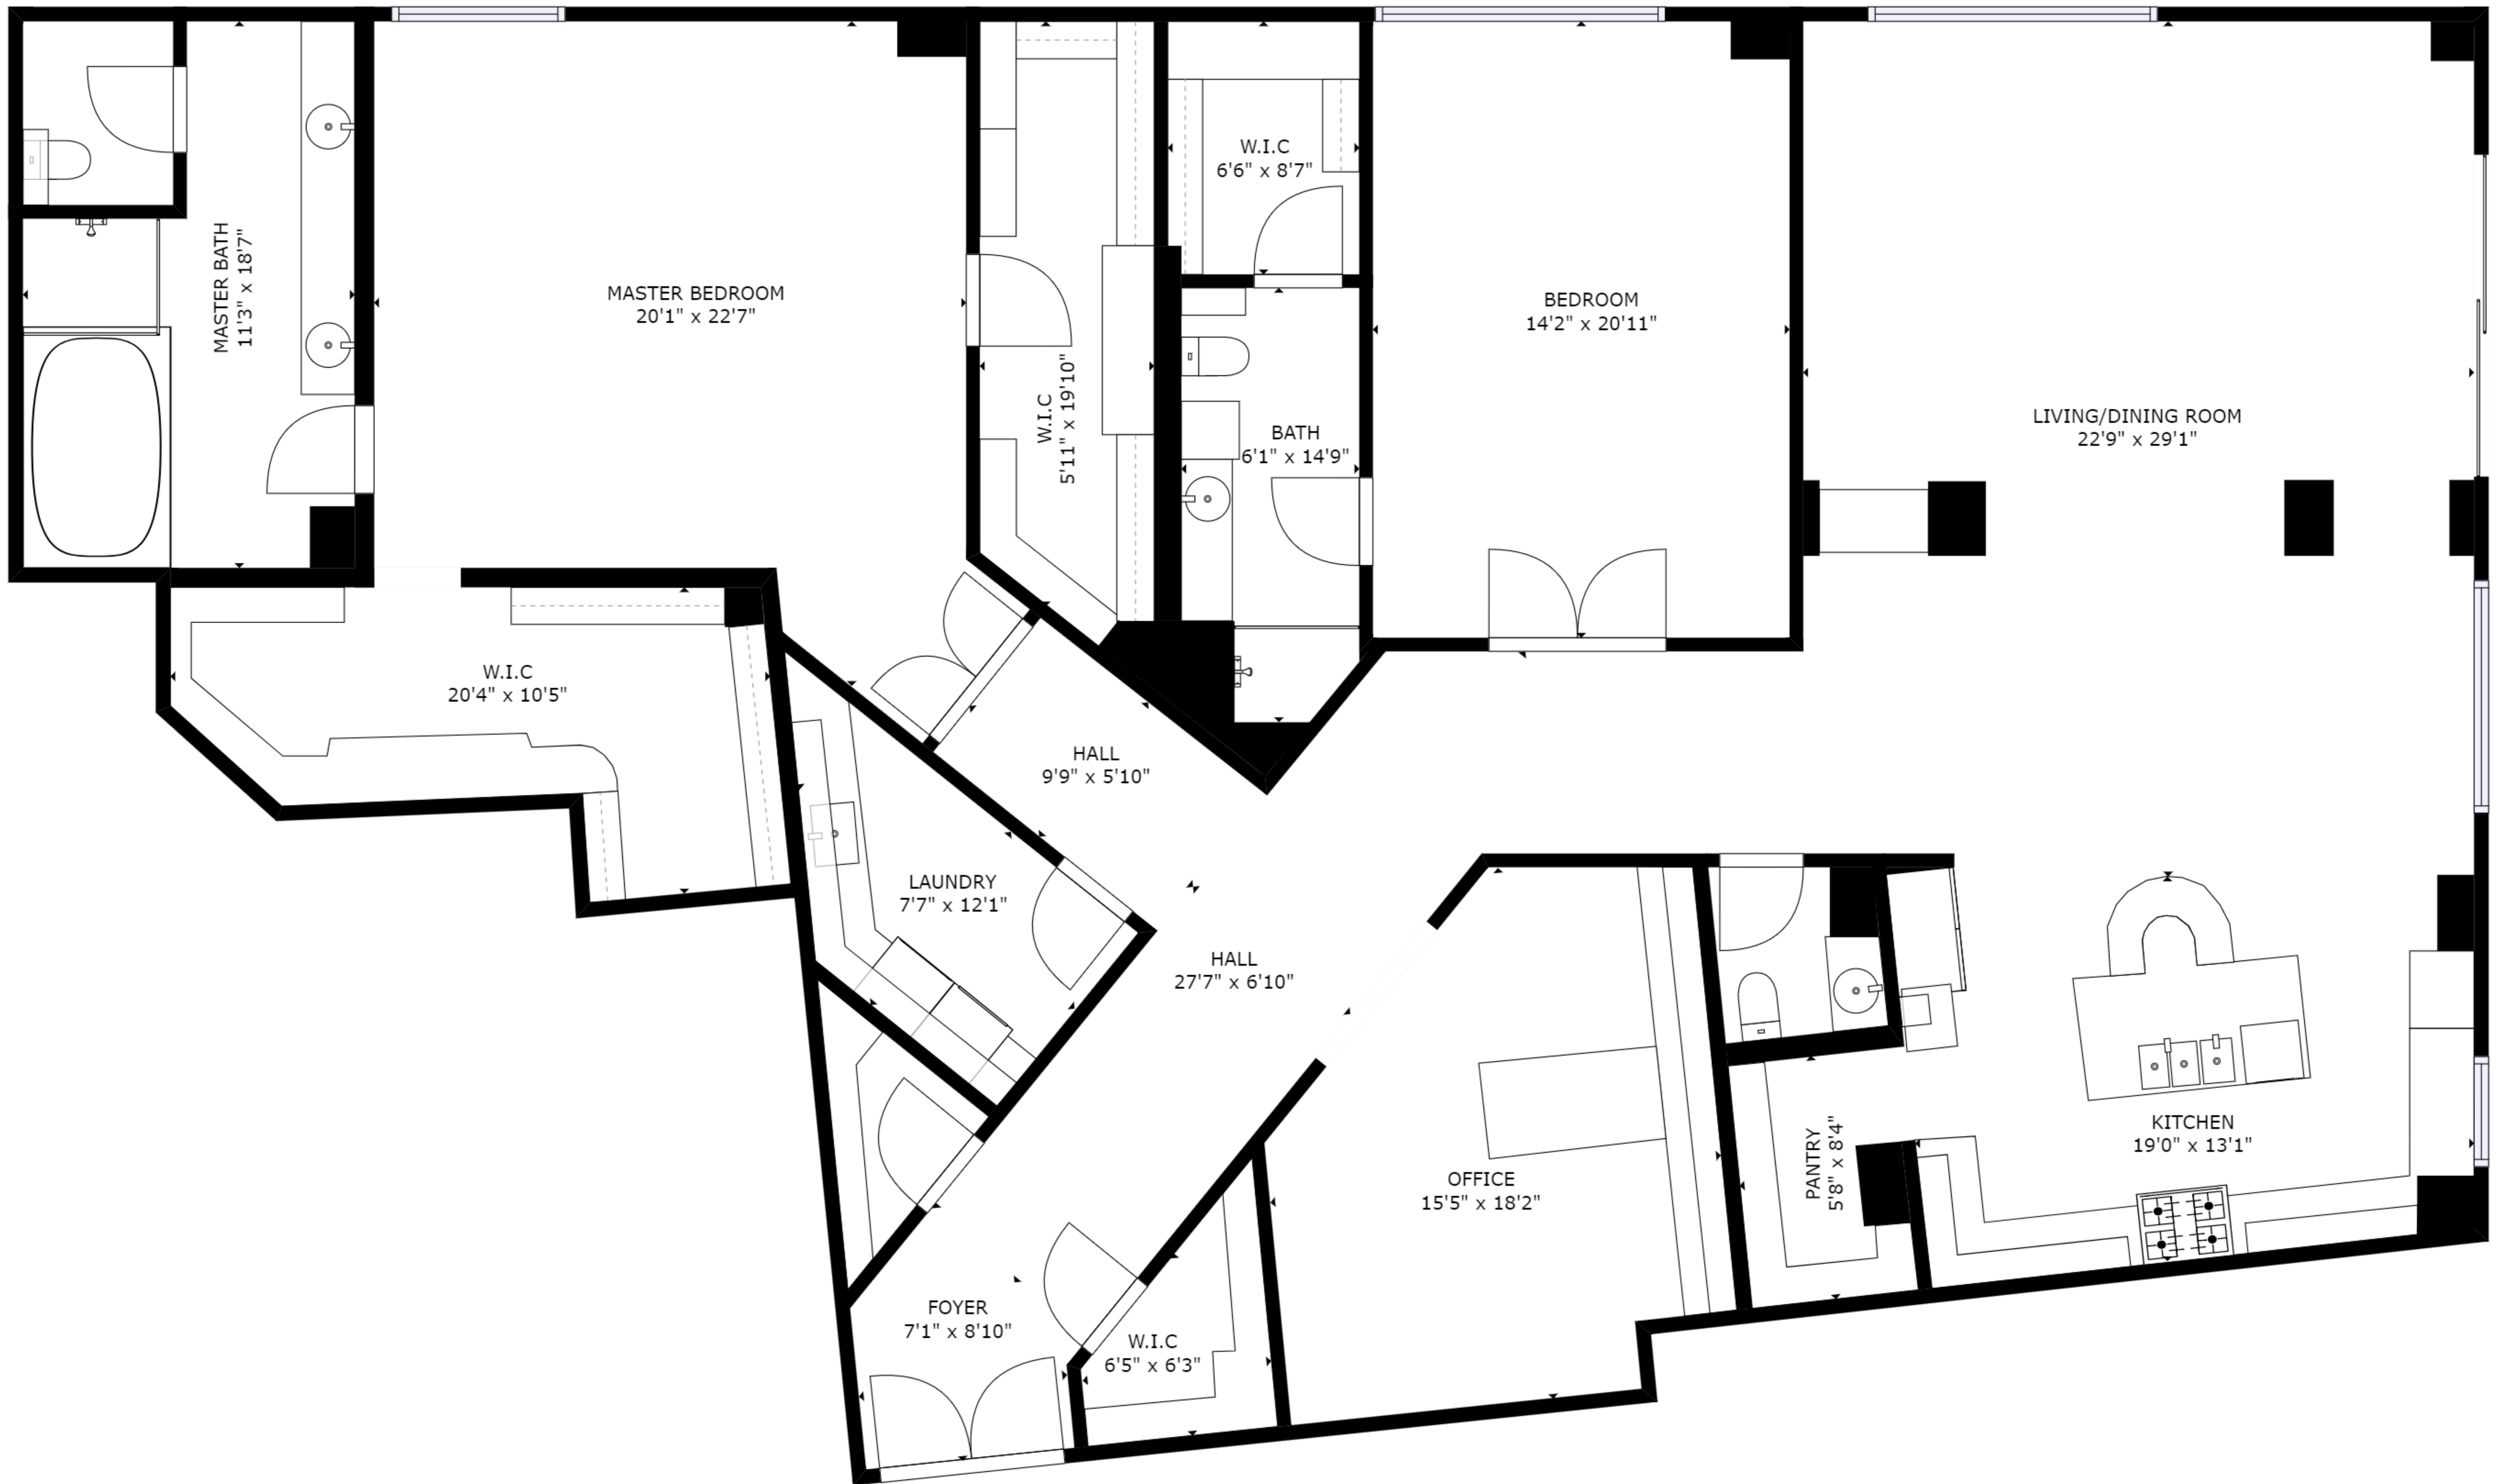 MASTER BATH
11'3" x 18'7"
MASTER BEDROOM
20'1" x 22'7"
W.I.C
5'11" x 19'10"
W.I.C
6'6" x 8'7"
BATH
6'1" x 14'9"
BEDROOM
14'2" x 20'11"
LIVING/DINING ROOM
22'9" x 29'1"
W.I.C
20'4" x 10'5"
HALL
9'9" x 5'10"
LAUNDRY
7'7" x 12'1"
HALL
27'7" x 6'10"
OFFICE
15'5" x 18'2"
PANTRY
5'8" x 8'4"
KITCHEN
19'0" x 13'1"
FOYER
7'1" x 8'10"
W.I.C
6'5" x 6'3"